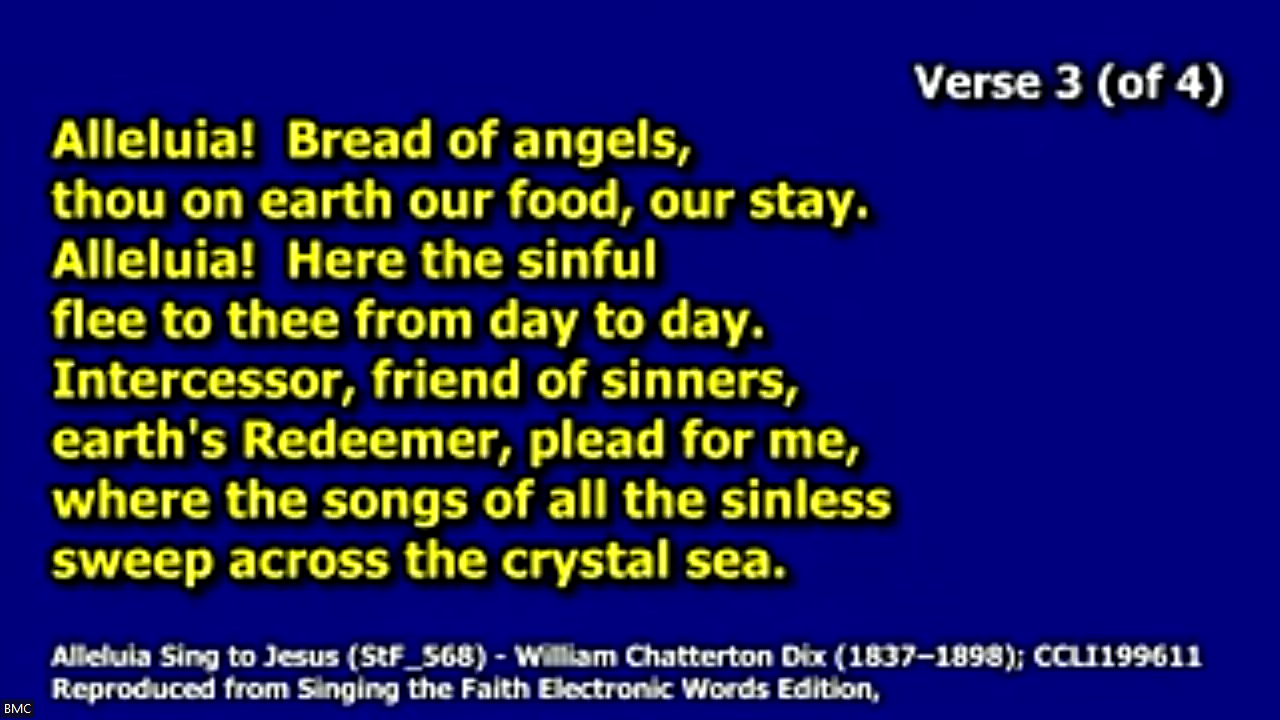 Verse 3 (of 4)
Alleluia!  Bread of angels,
thou on earth our food, our stay.
Alleluia!  Here the sinful
flee to thee from day to day.
Intercessor, friend of sinners,
earth's Redeemer, plead for me,
where the songs of all the sinless
sweep across the crystal sea.
Alleluia Sing to Jesus (StF_568) - William Chatterton Dix (1837–1898); CCLI199611
Reproduced from Singing the Faith Electronic Words Edition,
BMC